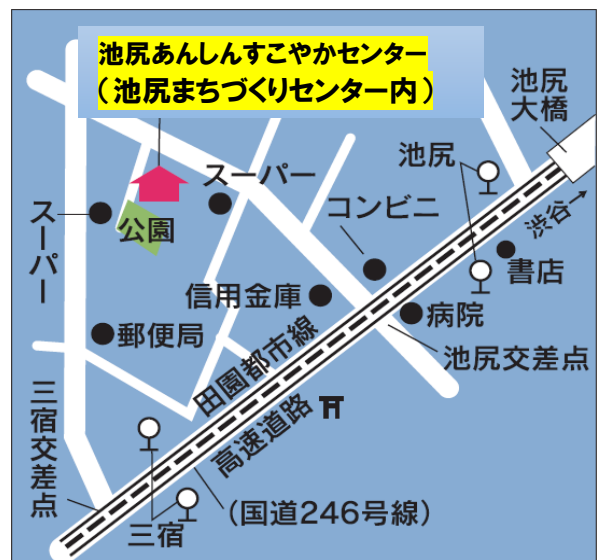 池尻あんしんすこやかセンター
（池尻まちづくりセンター内）
池尻
大橋
池尻
スーパー
コンビニ
渋谷→
スーパー
公園
書店
信用金庫
病院
郵便局
池尻交差点
田園都市線
高速道路
三宿交差点
三宿
（国道246号線）